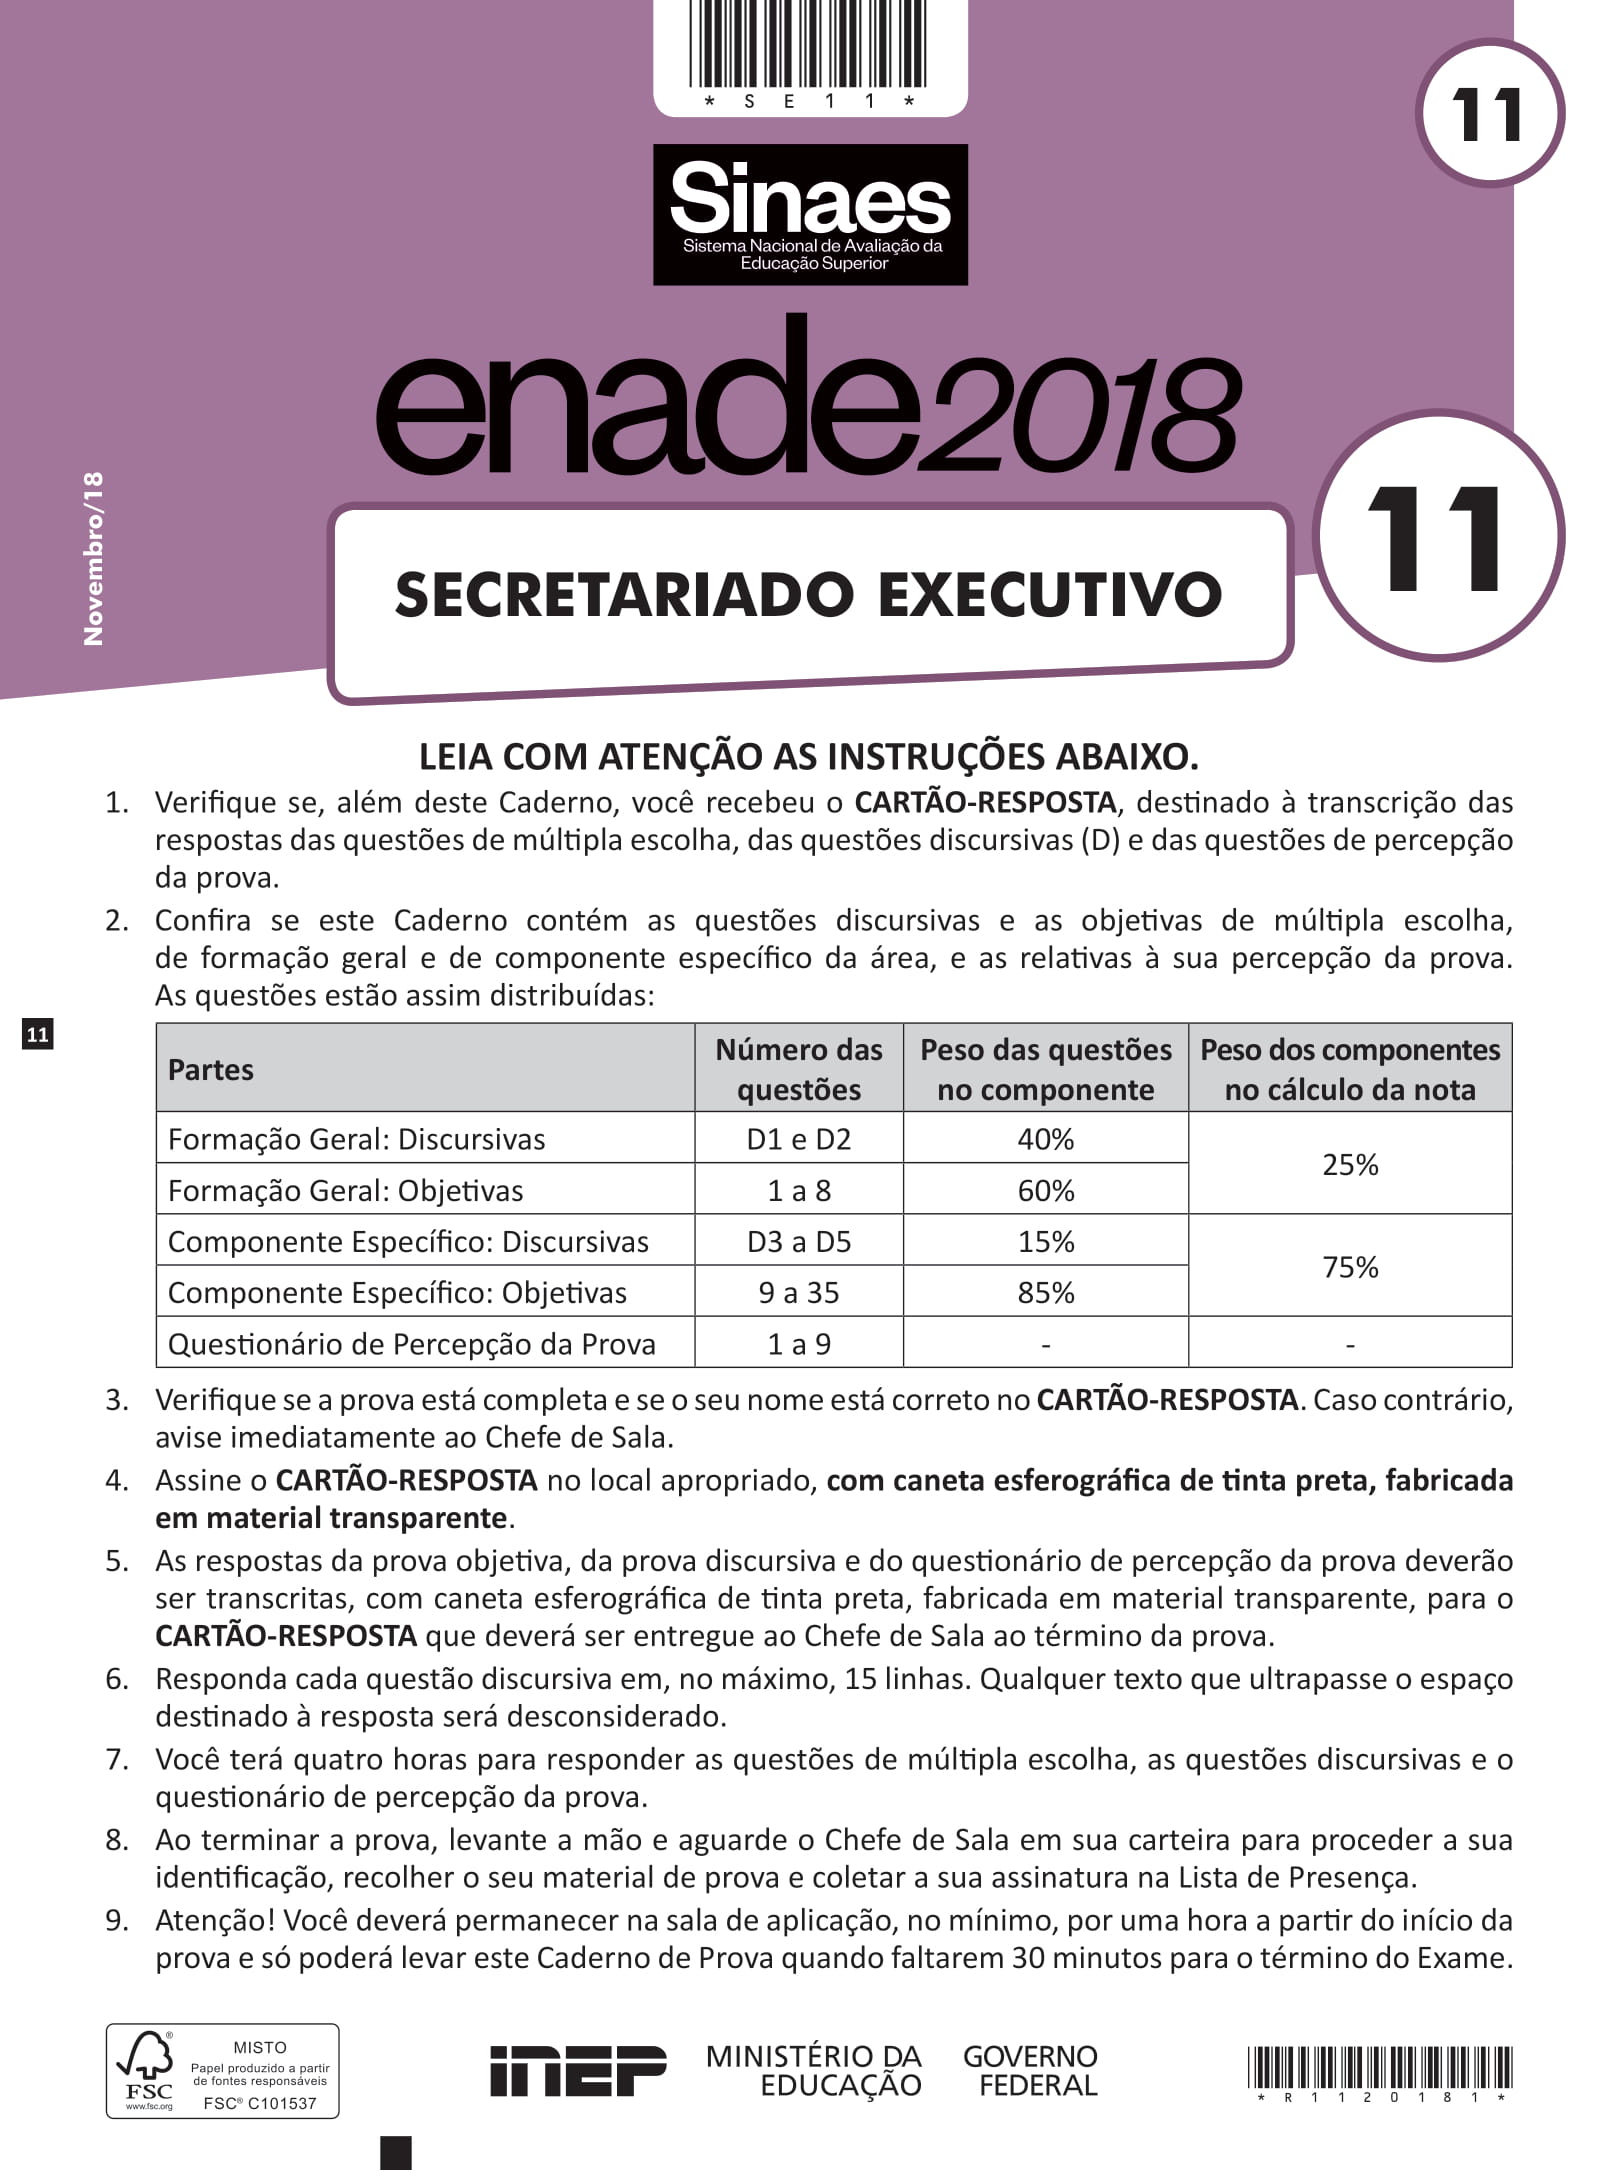 * S E 1 1 *
11
Sinaes
Sistema Nacional de Avaliação da
Educação Superior
enade2018
Novembro/18
SECRETARIADO EXECUTIVO
11
LEIA COM ATENÇÃO AS INSTRUÇÕES ABAIXO.
1. Verifique se, além deste Caderno, você recebeu o CARTÃO-RESPOSTA, destinado à transcrição das
respostas das questões de múltipla escolha, das questões discursivas (D) e das questões de percepção
da prova.
2. Confira se este Caderno contém as questões discursivas e as objetivas de múltipla escolha,
de formação geral e de componente específico da área, e as relativas à sua percepção da prova.
As questões estão assim distribuídas:
11
Partes
Número das
questões
Peso das questões
no componente
Peso dos componentes
no cálculo da nota
Formação Geral: Discursivas D1 e D2 40%
25%
Formação Geral: Objetivas 1 a 8 60%
Componente Específico: Discursivas D3 a D5 15%
75%
Componente Específico: Objetivas 9 a 35 85%
Questionário de Percepção da Prova 1 a 9 - -
3. Verifique se a prova está completa e se o seu nome está correto no CARTÃO-RESPOSTA. Caso contrário,
avise imediatamente ao Chefe de Sala.
4. Assine o CARTÃO-RESPOSTA no local apropriado, com caneta esferográfica de tinta preta, fabricada
em material transparente.
5. As respostas da prova objetiva, da prova discursiva e do questionário de percepção da prova deverão
ser transcritas, com caneta esferográfica de tinta preta, fabricada em material transparente, para o
CARTÃO-RESPOSTA que deverá ser entregue ao Chefe de Sala ao término da prova.
6. Responda cada questão discursiva em, no máximo, 15 linhas. Qualquer texto que ultrapasse o espaço
destinado à resposta será desconsiderado.
7. Você terá quatro horas para responder as questões de múltipla escolha, as questões discursivas e o
questionário de percepção da prova.
8. Ao terminar a prova, levante a mão e aguarde o Chefe de Sala em sua carteira para proceder a sua
identificação, recolher o seu material de prova e coletar a sua assinatura na Lista de Presença.
9. Atenção! Você deverá permanecer na sala de aplicação, no mínimo, por uma hora a partir do início da
prova e só poderá levar este Caderno de Prova quando faltarem 30 minutos para o término do Exame.
®
FSC
www.fsc.org
MISTO
Papel produzido a partir
de fontes responsáveis
FSC® C101537
INEP
MINISTÉRIO DA
EDUCAÇÃO
GOVERNO
FEDERAL
* R 1 1 2 0 1 8 1 *